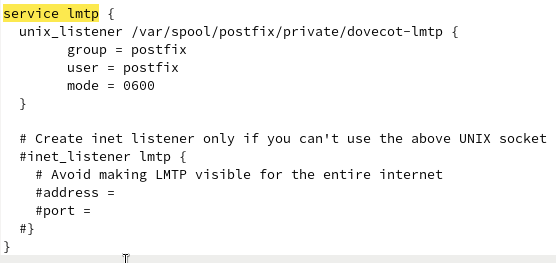 service lmtp {
  unix_listener /var/spool/postfix/private/dovecot-lmtp {
        group = postfix
        user = postfix
        mode = 0600
  }

  # Create inet listener only if you can't use the above UNIX socket
  #inet_listener lmtp {
    # Avoid making LMTP visible for the entire internet
    #address =
    #port =
  #}
}